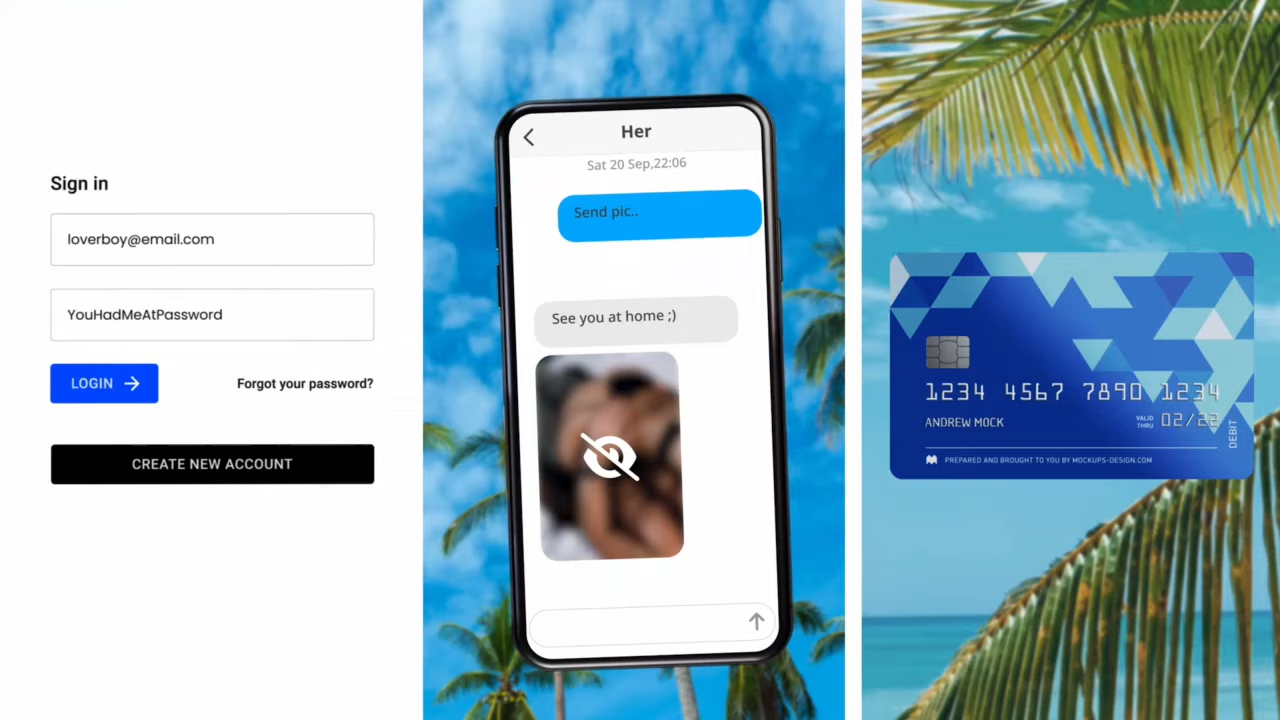 Sign in
loverboy@email.com
YouHadMeAtPassword
LOGIN
Forgot your password?
CREATE NEW ACCOUNT
Her
Sat 20 Sep,22:06
Send pic..
See you at home ;)
1234 4567 7890 1234
ANDREW MOCK
VALID THRU 02/22
DEBIT
PREPARED AND BROUGHT TO YOU BY MOCKUPS-DESIGN.COM